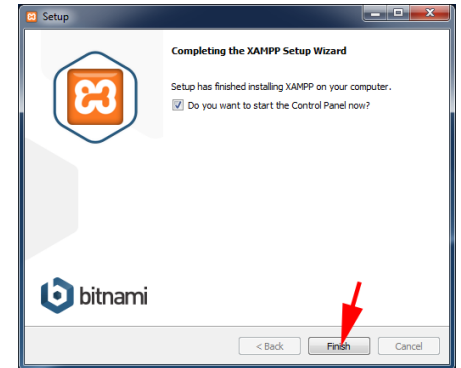 Setup
Completing the XAMPP Setup Wizard
Setup has finished installing XAMPP on your computer.
Do you want to start the Control Panel now?
bitnami
< Back
Finish
Cancel